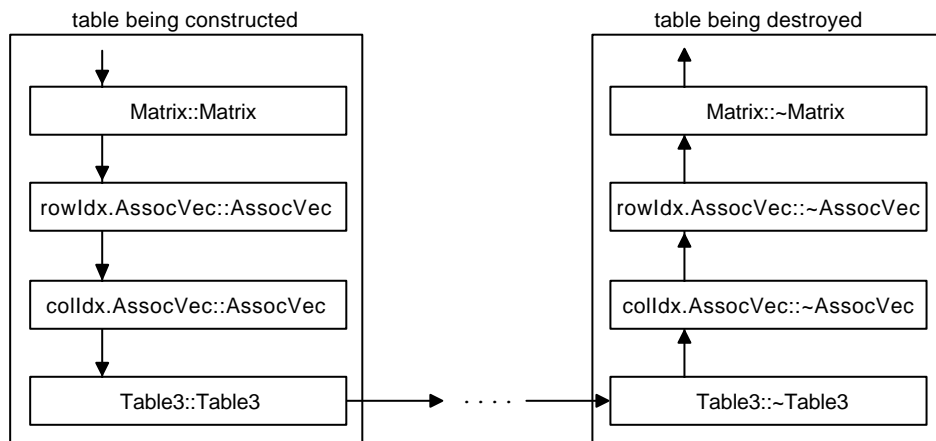 table being constructed
Matrix::Matrix
rowIdx.AssocVec::AssocVec
colIdx.AssocVec::AssocVec
Table3::Table3
. . . .
table being destroyed
Matrix::~Matrix
rowIdx.AssocVec::~AssocVec
colIdx.AssocVec::~AssocVec
Table3::~Table3